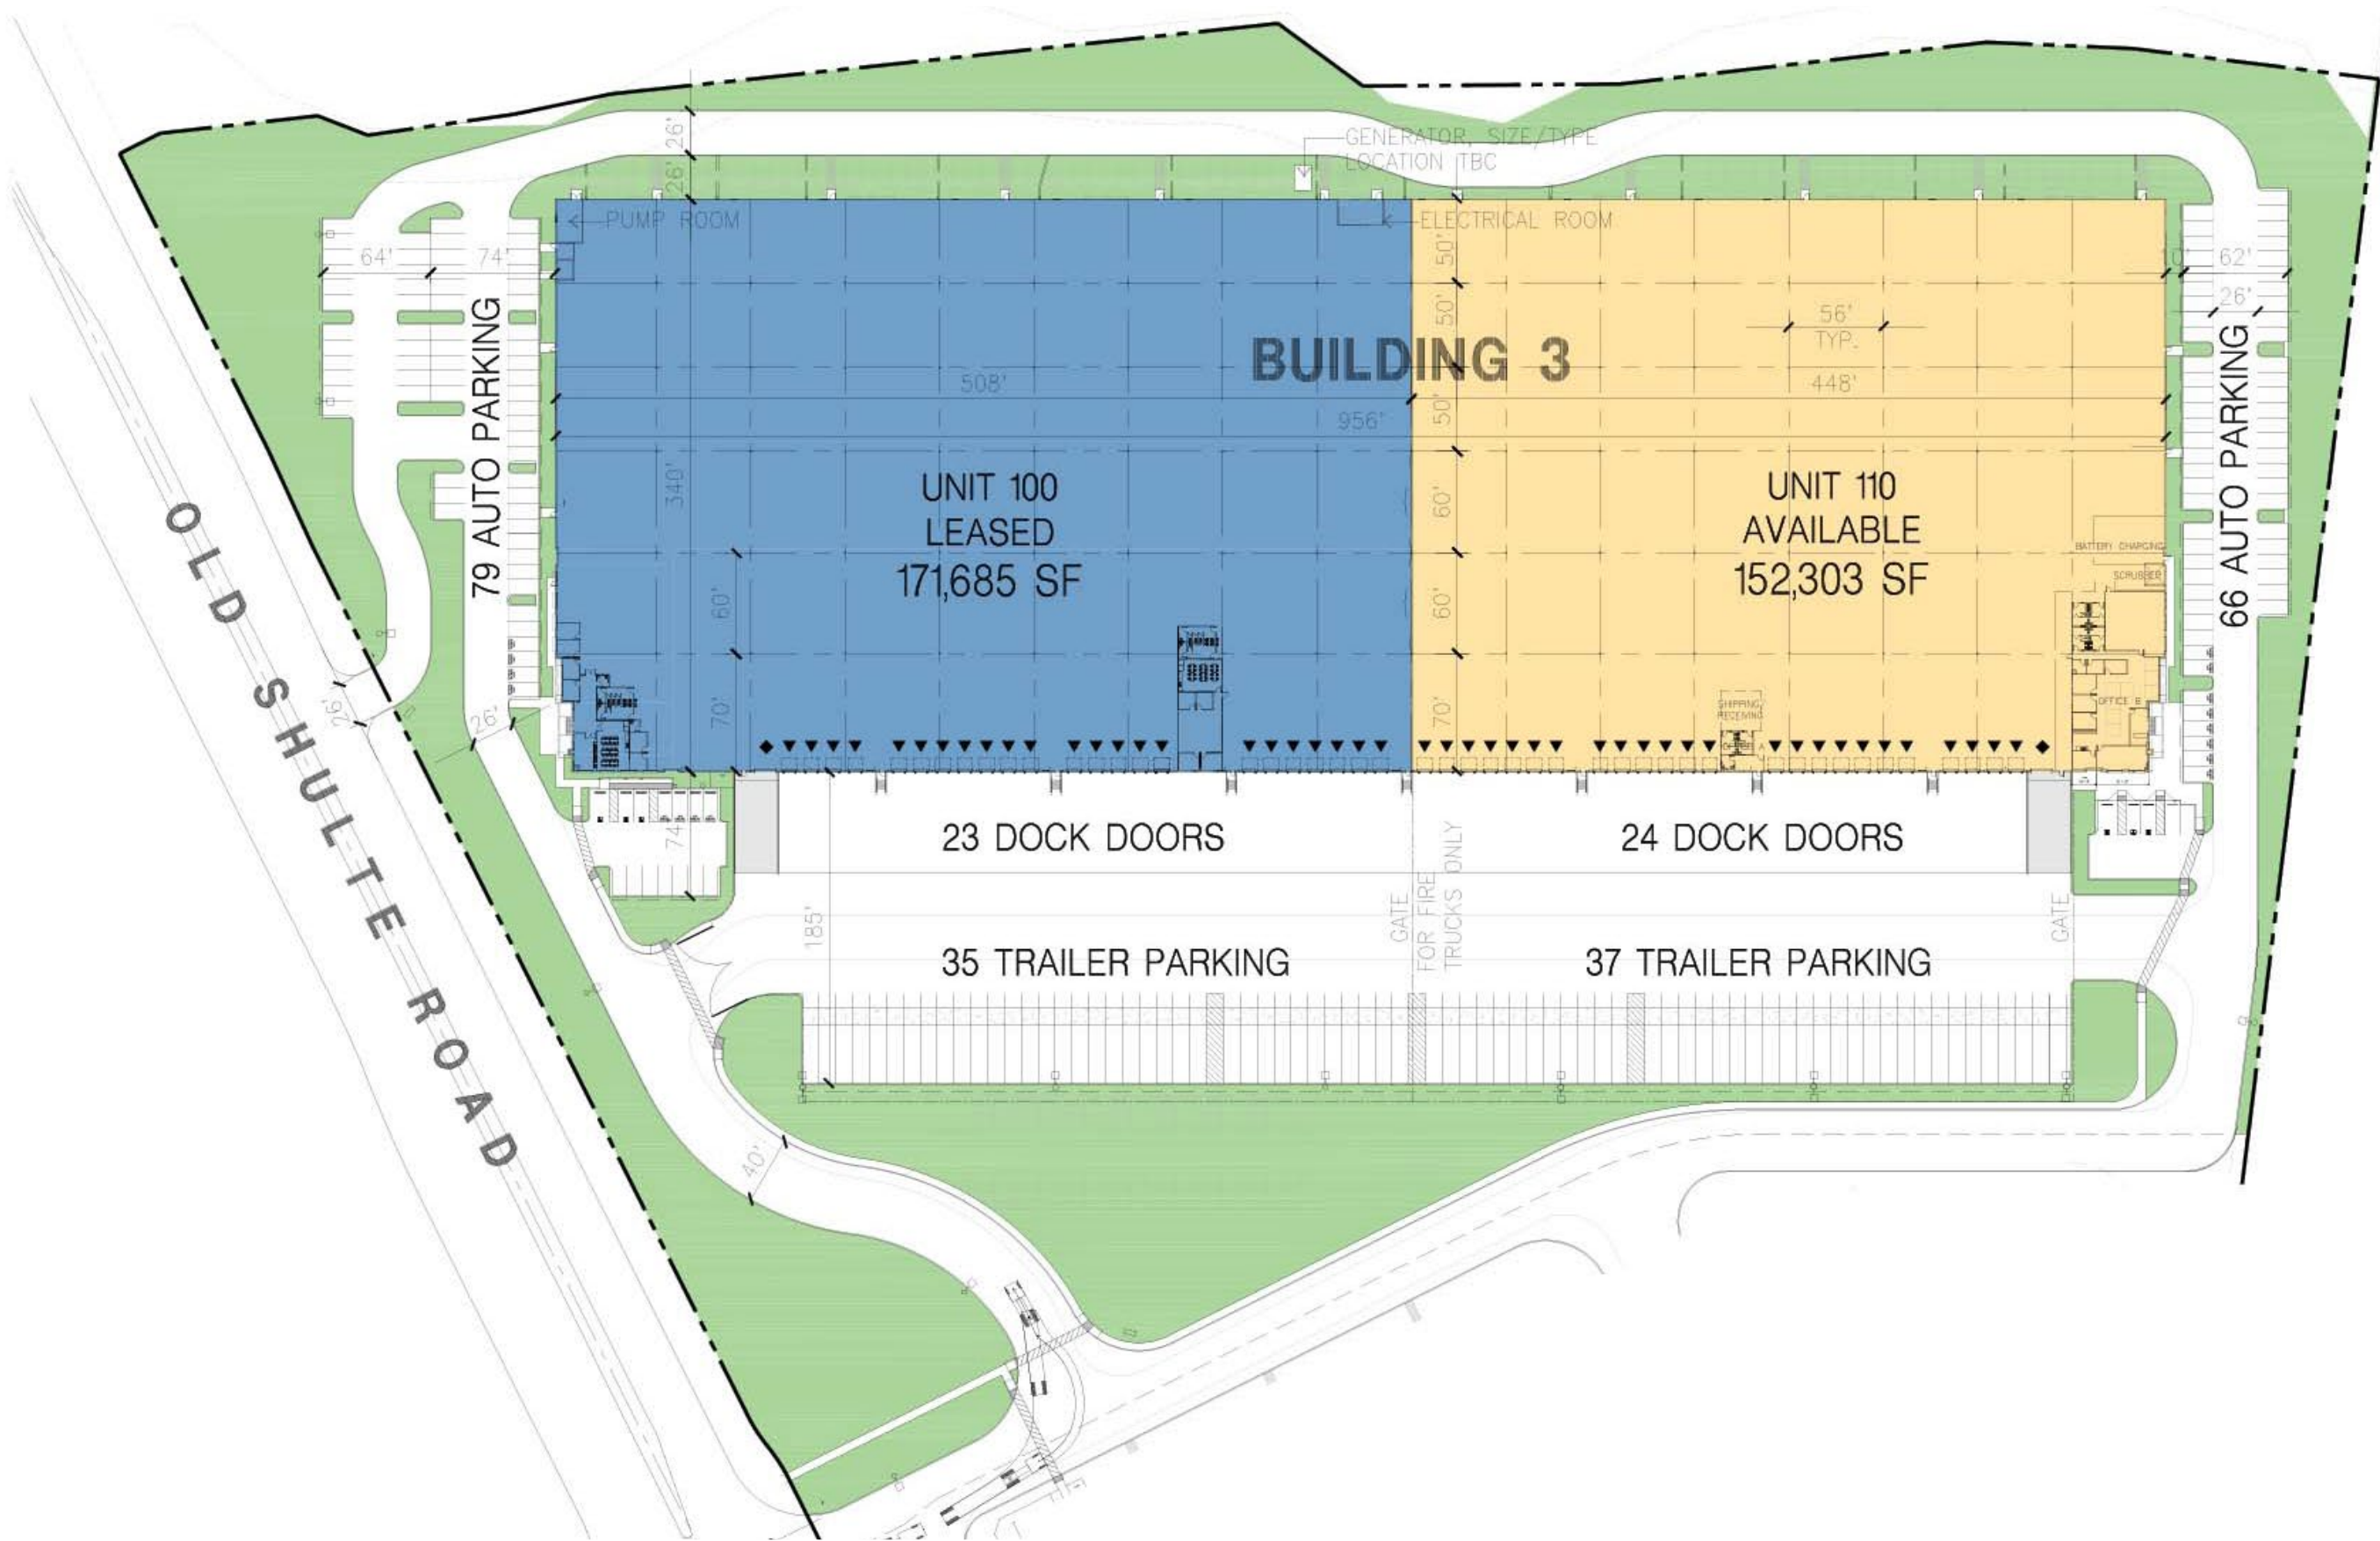 GENERATOR, SIZE/TYPE
LOCATION TBC
26'
26'
PUMP ROOM
ELECTRICAL ROOM
64'
74'
50'
10'
62'
26'
50'
56'
TYP.
BUILDING 3
508'
448'
50'
956'
79 AUTO PARKING
66 AUTO PARKING
340'
UNIT 100
LEASED
171,685 SF
UNIT 110
AVAILABLE
152,303 SF
60'
BATTERY CHARGING
SCRUBBER
60'
60'
OLD SHULTE ROAD
26'
26'
70'
70'
SHIPPING/
RECEIVING
OFFICE B
74'
23 DOCK DOORS
24 DOCK DOORS
185'
GATE
FOR FIRE
TRUCKS ONLY
GATE
35 TRAILER PARKING
37 TRAILER PARKING
40'